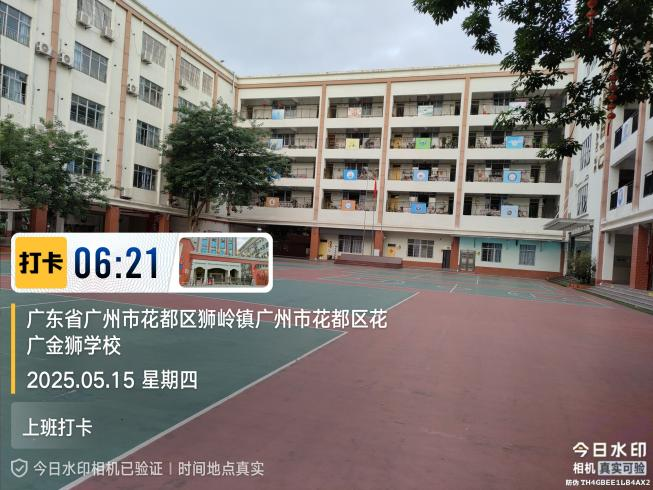 打卡 06:21
广东省广州市花都区狮岭镇广州市花都区花
广金狮学校
2025.05.15 星期四
上班打卡
今日水印相机已验证 | 时间地点真实
今日水印
相机 真实可验
防伪 TH4GBEE1LB4AX2